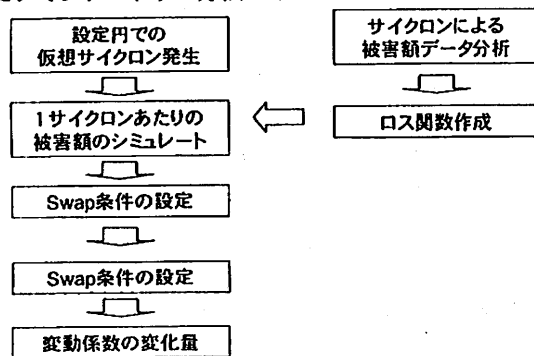 設定円での
仮想サイクロン発生
1サイクロンあたりの
被害額のシミュレート
Swap条件の設定
Swap条件の設定
変動係数の変化量
サイクロンによる
被害額データ分析
ロス関数作成